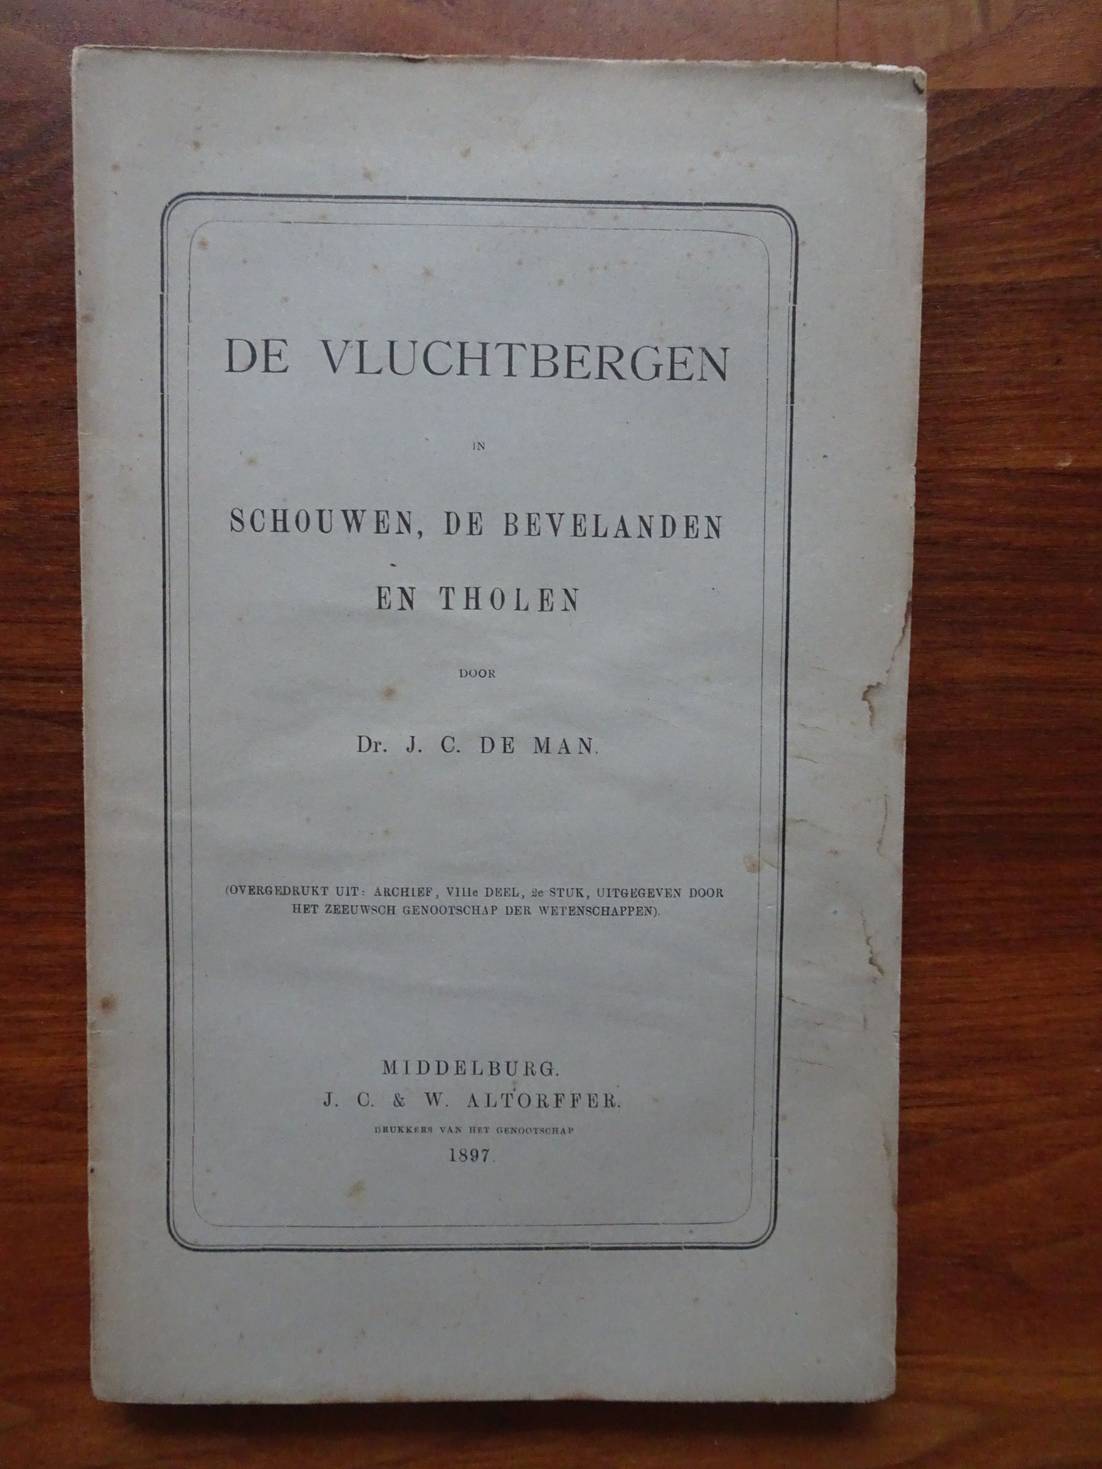 DE VLUCHTBERGEN
IN
SCHOUWEN, DE BEVELANDEN
EN THOLEN
DOOR
Dr. J. C. DE MAN.
(OVERGEDRUKT UIT: ARCHIEF, VIIIe DEEL, 2e STUK, UITGEGEVEN DOOR
HET ZEEUWSCH GENOOTSCHAP DER WETENSCHAPPEN).
MIDDELBURG.
J. C. & W. ALTORFFER.
DRUKKERS VAN HET GENOOTSCHAP
1897.